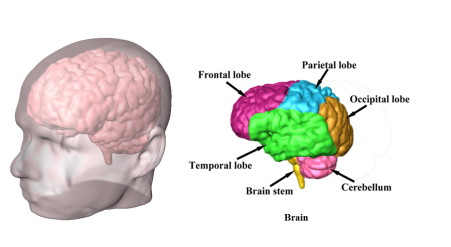 Parietal lobe
Frontal lobe
Occipital lobe
Temporal lobe
Brain stem
Cerebellum
Brain